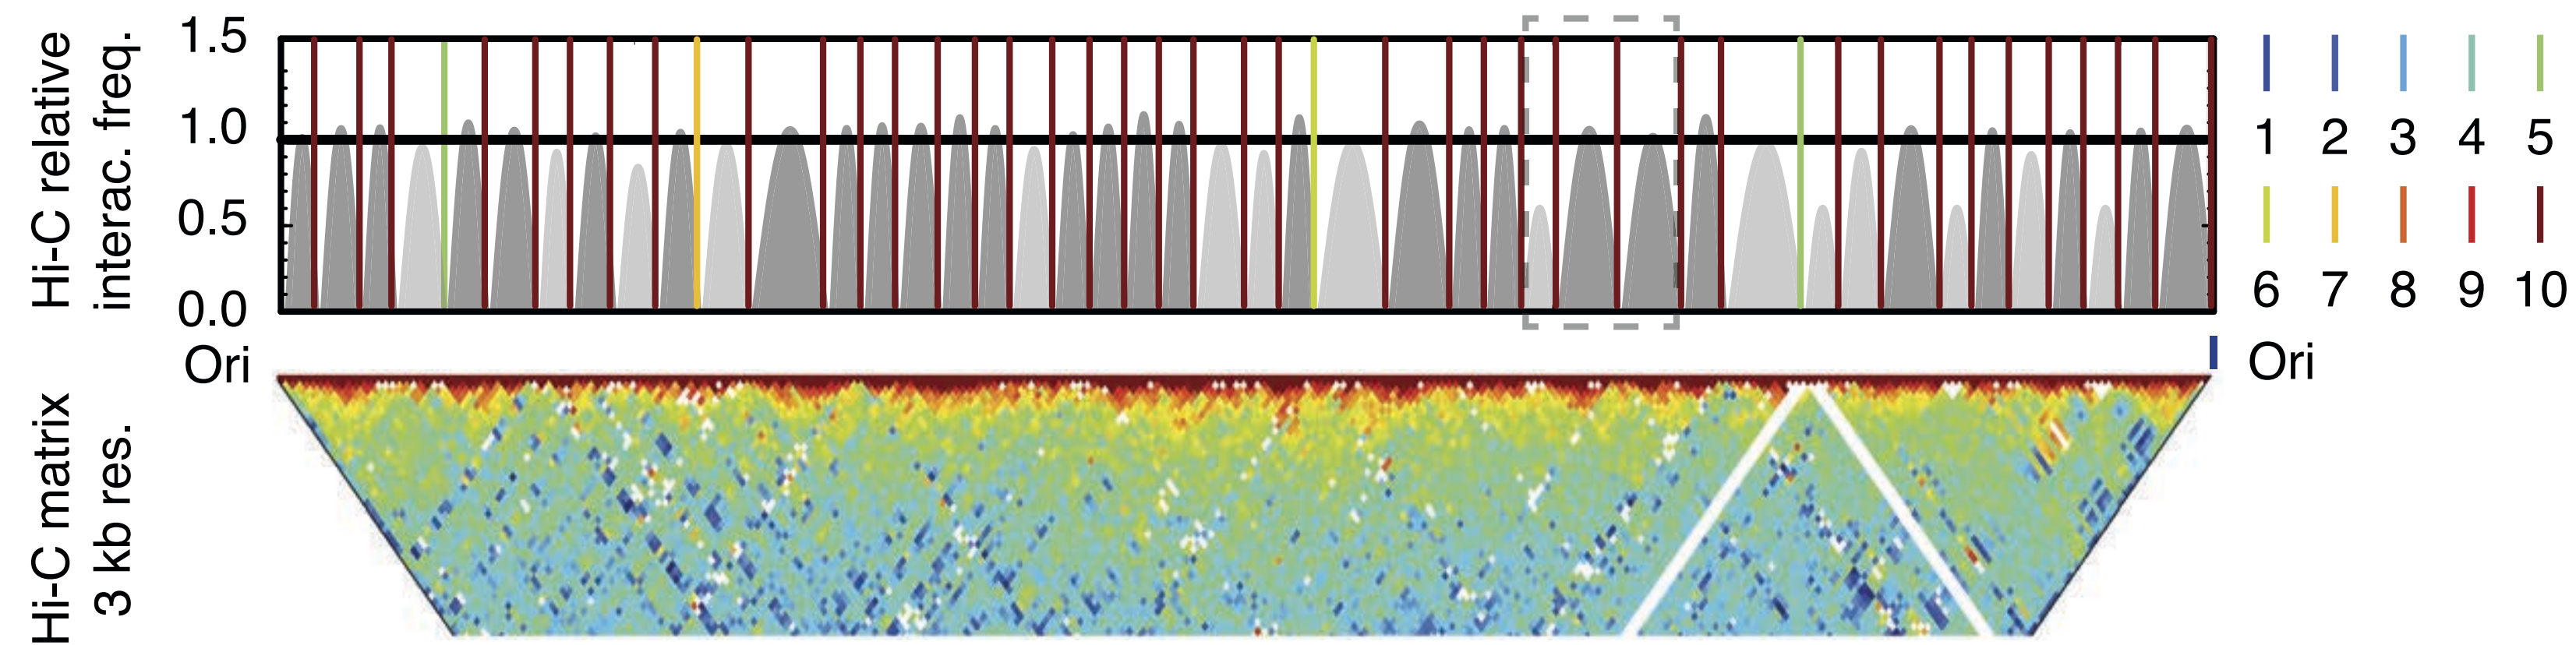 Hi-C relative
interac. freq.
1.5
1.0
0.5
0.0
1 2 3 4 5
6 7 8 9 10
Ori
Ori
Hi-C matrix
3 kb res.